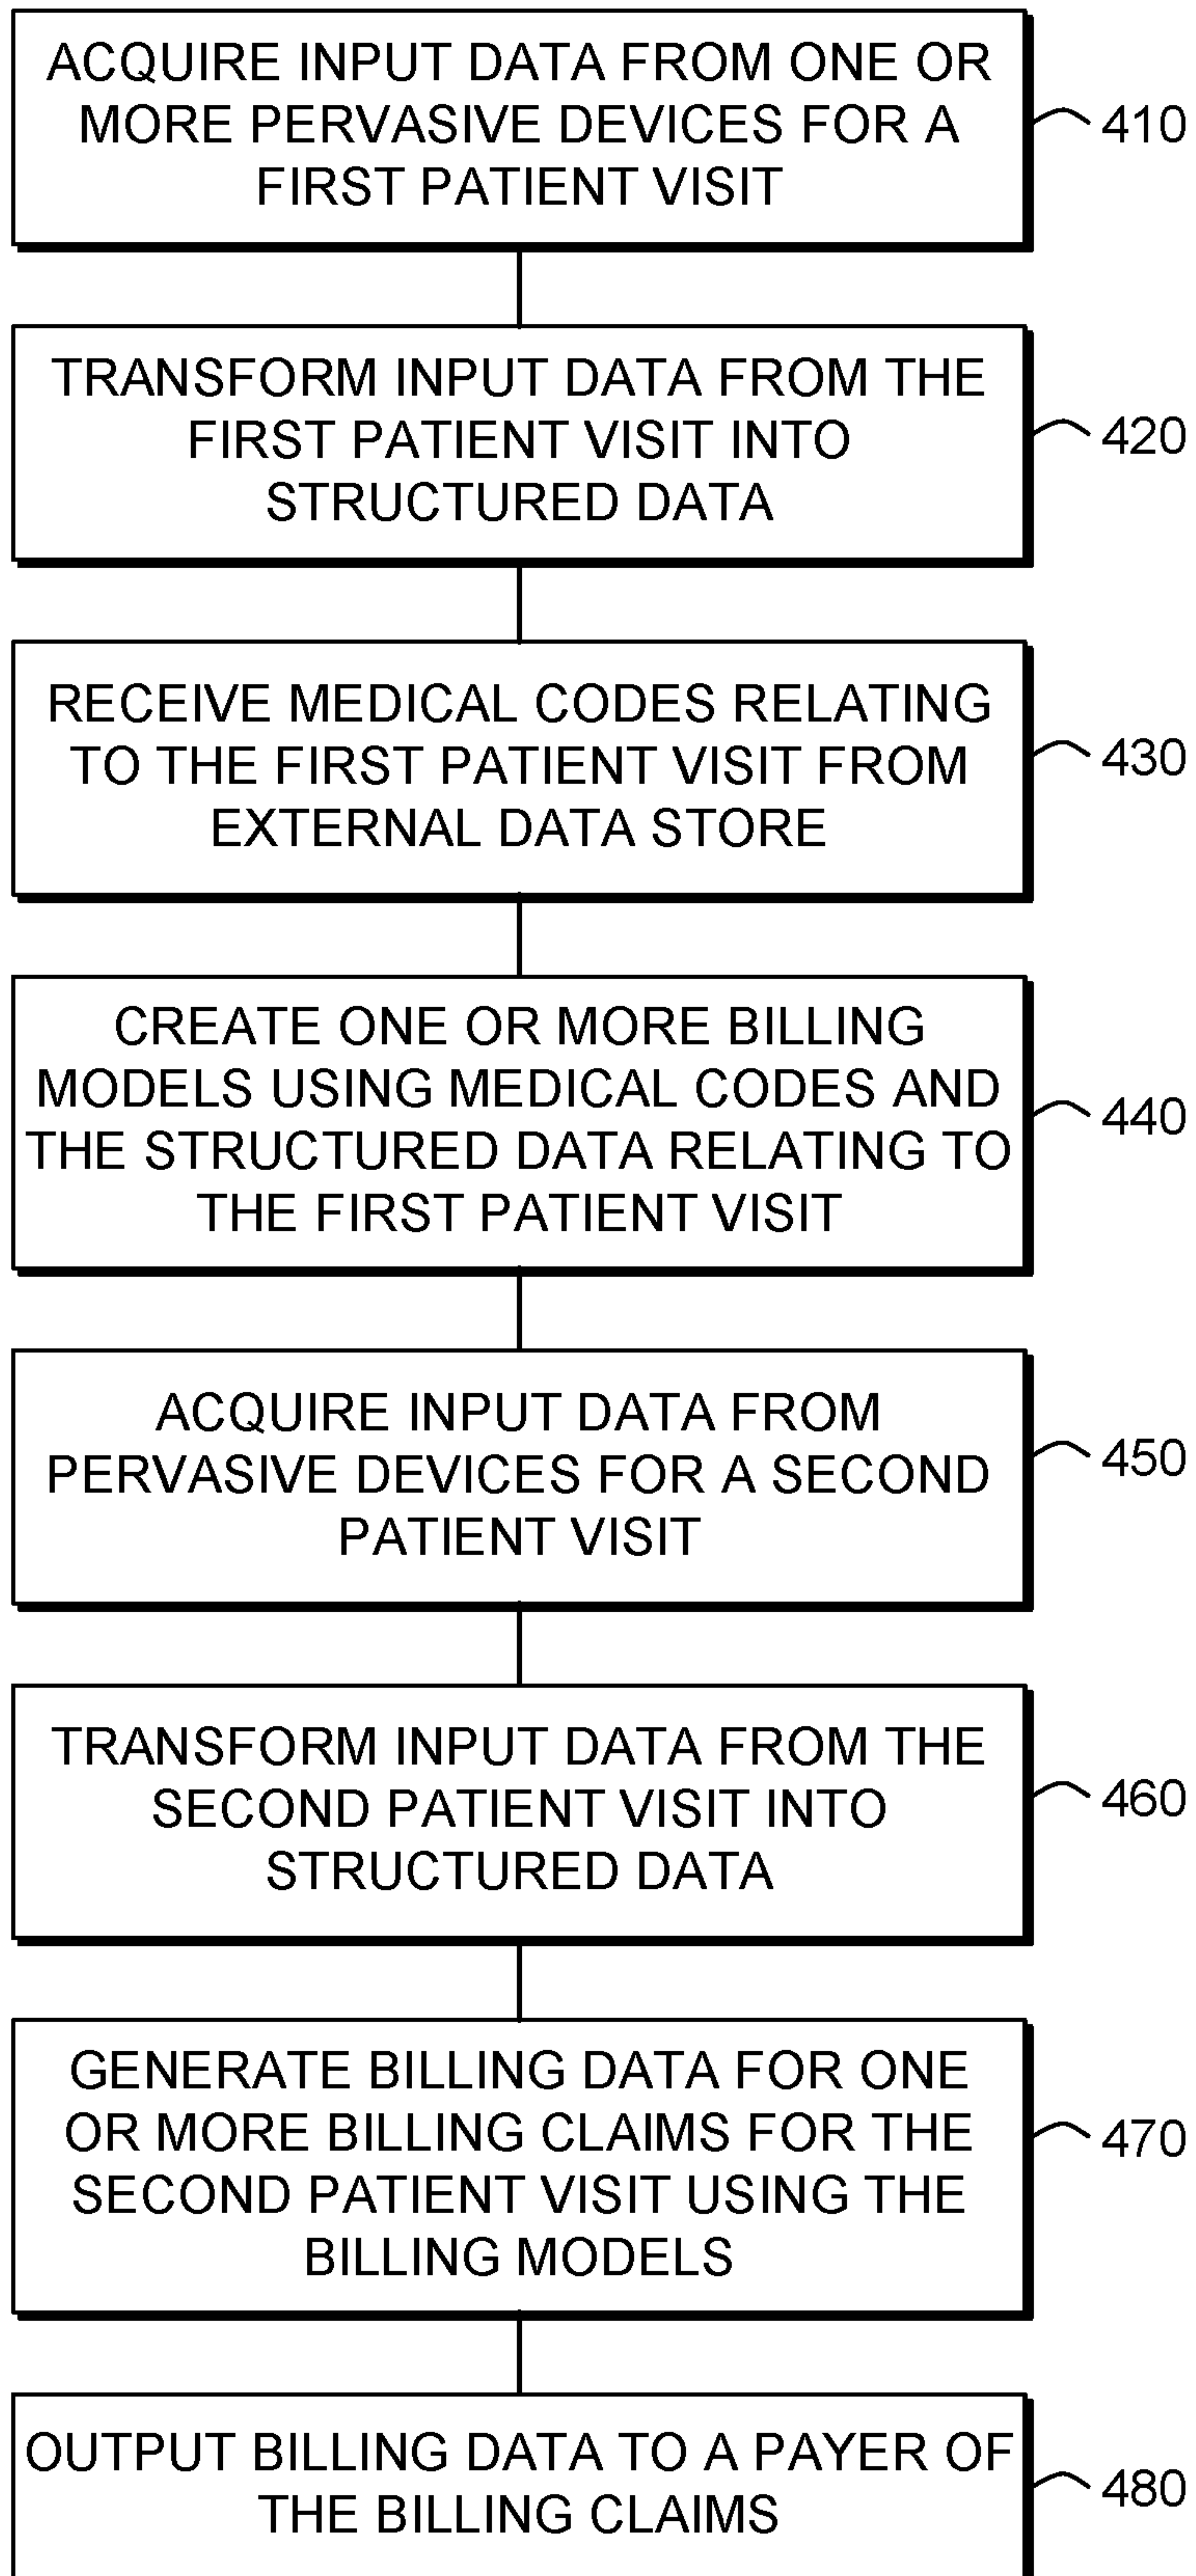 ACQUIRE INPUT DATA FROM ONE OR
MORE PERVASIVE DEVICES FOR A
FIRST PATIENT VISIT
410
TRANSFORM INPUT DATA FROM THE
FIRST PATIENT VISIT INTO
STRUCTURED DATA
420
RECEIVE MEDICAL CODES RELATING
TO THE FIRST PATIENT VISIT FROM
EXTERNAL DATA STORE
430
CREATE ONE OR MORE BILLING
MODELS USING MEDICAL CODES AND
THE STRUCTURED DATA RELATING TO
THE FIRST PATIENT VISIT
440
ACQUIRE INPUT DATA FROM
PERVASIVE DEVICES FOR A SECOND
PATIENT VISIT
450
TRANSFORM INPUT DATA FROM THE
SECOND PATIENT VISIT INTO
STRUCTURED DATA
460
GENERATE BILLING DATA FOR ONE
OR MORE BILLING CLAIMS FOR THE
SECOND PATIENT VISIT USING THE
BILLING MODELS
470
OUTPUT BILLING DATA TO A PAYER OF
THE BILLING CLAIMS
480